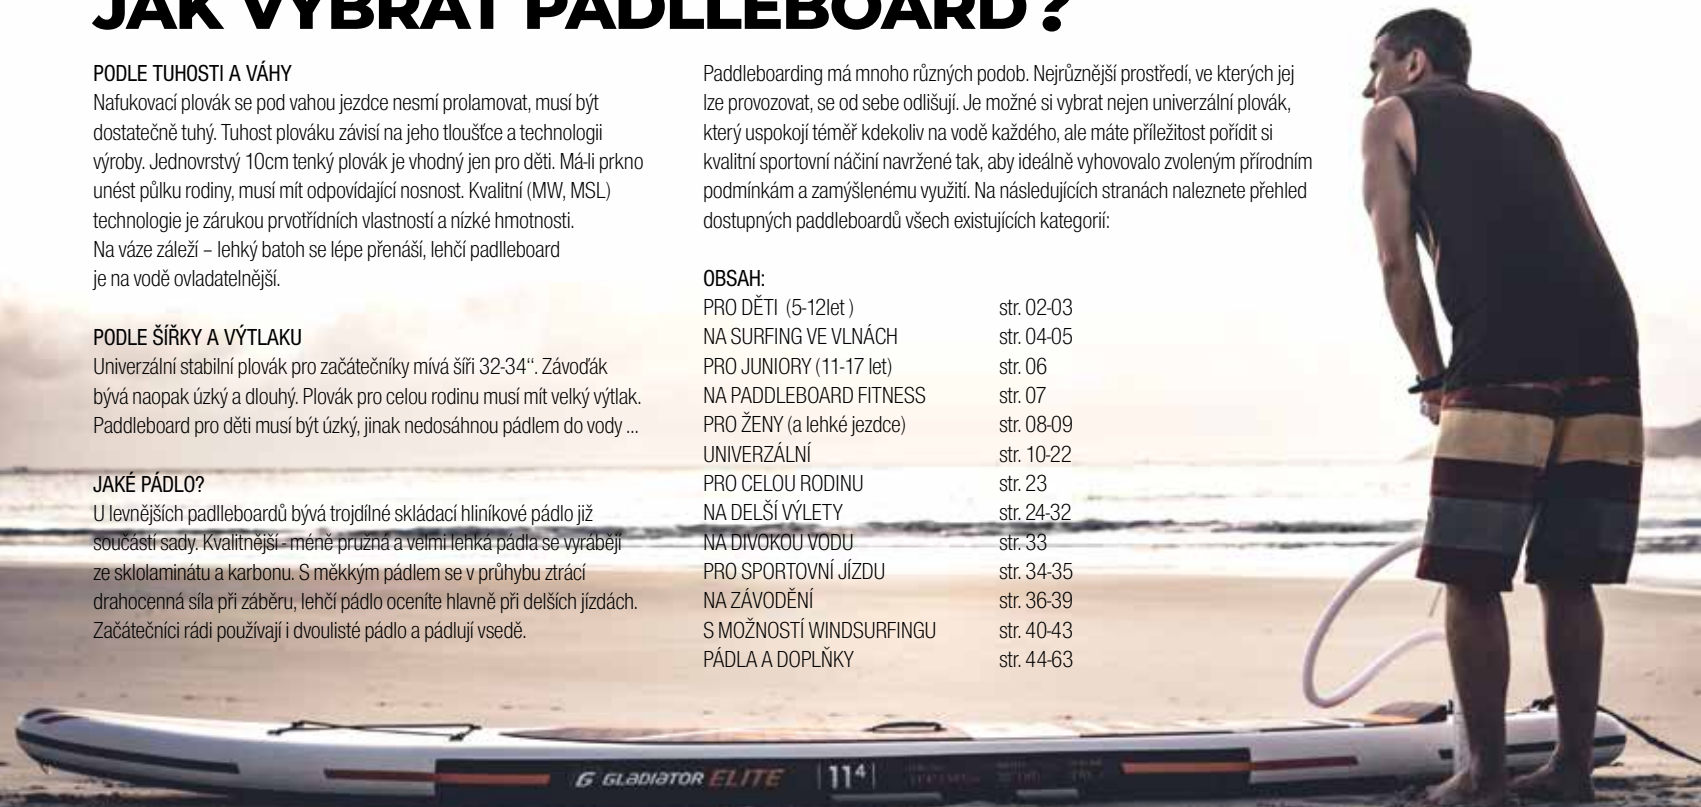 JAK VYBRAT PADLLEBOARD?
PODLE TUHOSTI A VÁHY
Nafukovací plovák se pod vahou jezdce nesmí prolamovat, musí být
dostatečně tuhý. Tuhost plováku závisí na jeho tloušťce a technologii
výroby. Jednovrstvý 10cm tenký plovák je vhodný jen pro děti. Má-li prkno
unést půlku rodiny, musí mít odpovídající nosnost. Kvalitní (MW, MSL)
technologie je zárukou prvotřídních vlastností a nízké hmotnosti.
Na váze záleží – lehký batoh se lépe přenáší, lehčí padlleboard
je na vodě ovladatelnější.
PODLE ŠÍŘKY A VÝTLAKU
Univerzální stabilní plovák pro začátečníky mívá šíři 32-34“. Závoďák
bývá naopak úzký a dlouhý. Plovák pro celou rodinu musí mít velký výtlak.
Paddleboard pro děti musí být úzký, jinak nedosáhnou pádlem do vody ...
JAKÉ PÁDLO?
U levnějších padlleboardů bývá trojdílné skládací hliníkové pádlo již
součástí sady. Kvalitnější - méně pružná a velmi lehká pádla se vyrábějí
ze sklolaminátu a karbonu. S měkkým pádlem se v průhybu ztrácí
drahocenná síla při záběru, lehčí pádlo oceníte hlavně při delších jízdách.
Začátečníci rádi používají i dvoulisté pádlo a pádlují vsedě.
Paddleboarding má mnoho různých podob. Nejrůznější prostředí, ve kterých jej
lze provozovat, se od sebe odlišují. Je možné si vybrat nejen univerzální plovák,
který uspokojí téměř kdekoliv na vodě každého, ale máte příležitost pořídit si
kvalitní sportovní náčiní navržené tak, aby ideálně vyhovovalo zvoleným přírodním
podmínkám a zamýšlenému využití. Na následujících stranách naleznete přehled
dostupných paddleboardů všech existujících kategorií:
OBSAH:
PRO DĚTI (5-12let ) str. 02-03
NA SURFING VE VLNÁCH str. 04-05
PRO JUNIORY (11-17 let) str. 06
NA PADDLEBOARD FITNESS str. 07
PRO ŽENY (a lehké jezdce) str. 08-09
UNIVERZÁLNÍ str. 10-22
PRO CELOU RODINU str. 23
NA DELŠÍ VÝLETY str. 24-32
NA DIVOKOU VODU str. 33
PRO SPORTOVNÍ JÍZDU str. 34-35
NA ZÁVODĚNÍ str. 36-39
S MOŽNOSTÍ WINDSURFINGU str. 40-43
PÁDLA A DOPLŇKY str. 44-63
GLADIATOR ELITE 11⁴